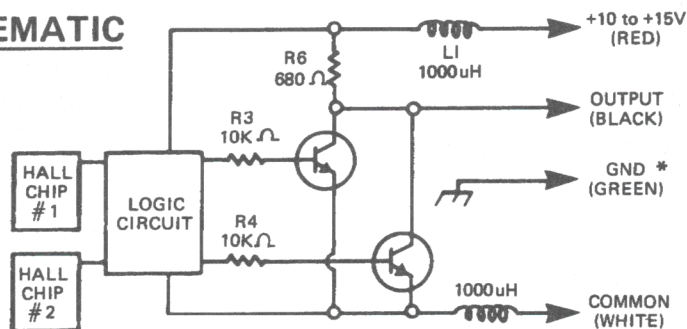 EMATIC
+10 to +15V
(RED)
L1
1000uH
R6
680 Ω
OUTPUT
(BLACK)
R3
10K Ω
GND *
(GREEN)
HALL
CHIP
#1
LOGIC
CIRCUIT
R4
10KΩ
HALL
CHIP
#2
1000uH
COMMON
(WHITE)